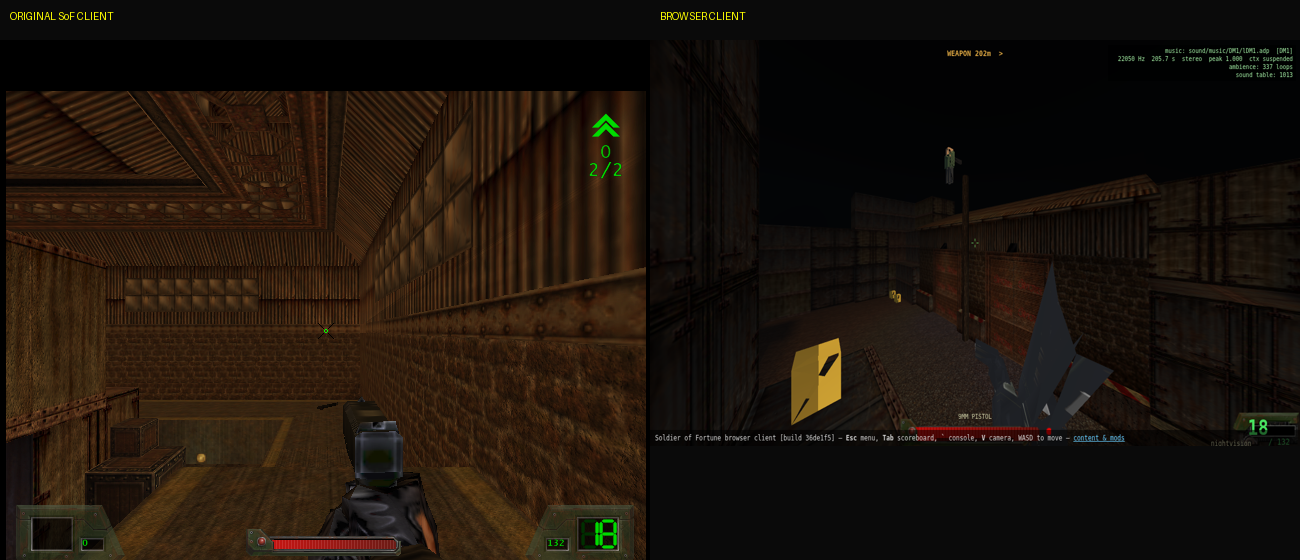 ORIGINAL SoF CLIENT
BROWSER CLIENT
WEAPON 202m >
music: sound/music/DM1/lDM1.adp [DM1]
22050 Hz 205.7 s stereo peak 1.000 ctx suspended
ambience: 337 loops
sound table: 1013
0
2/2
9MM PISTOL
18
/ 132
nightvision
Soldier of Fortune browser client [build 36de1f5] — Esc menu, Tab scoreboard, ` console, V camera, WASD to move — content & mods
0
132
18